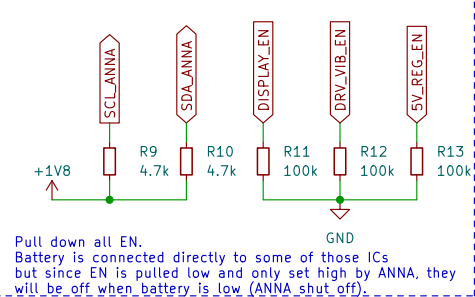 SCL_ANNA
SDA_ANNA
DISPLAY_EN
DRV_VIB_EN
5V_REG_EN
R9
4.7k
R10
4.7k
R11
100k
R12
100k
R13
100k
+1V8
GND
Pull down all EN.
Battery is connected directly to some of those ICs
but since EN is pulled low and only set high by ANNA, they
will be off when battery is low (ANNA shut off).